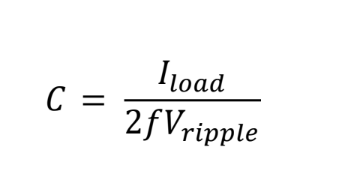 C = I_load / 2fV_ripple